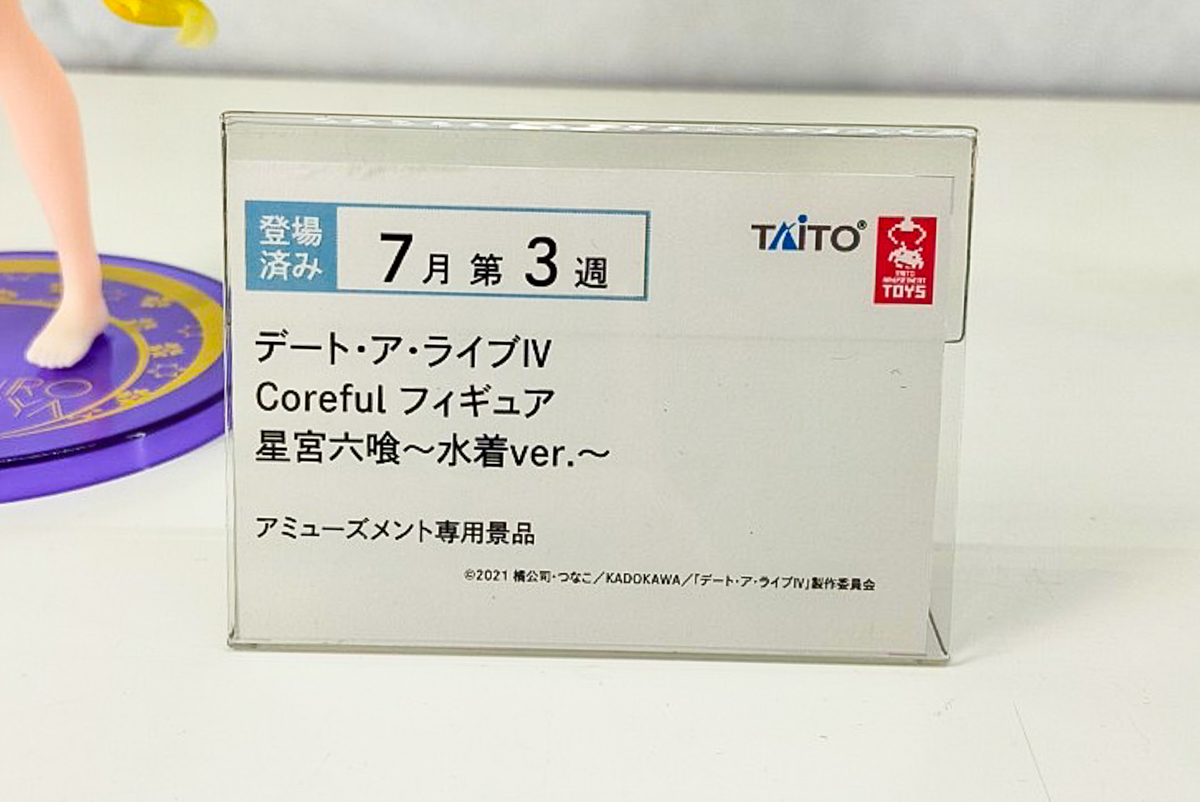 登場
済み
7月 第 3 週
TAITO®
TAITO
AMUSEMENT
TOYS
デート・ア・ライブⅣ
Coreful フィギュア
星宮六喰～水着ver.～
アミューズメント専用景品
©2021 橘公司・つなこ／KADOKAWA／「デート・ア・ライブⅣ」製作委員会